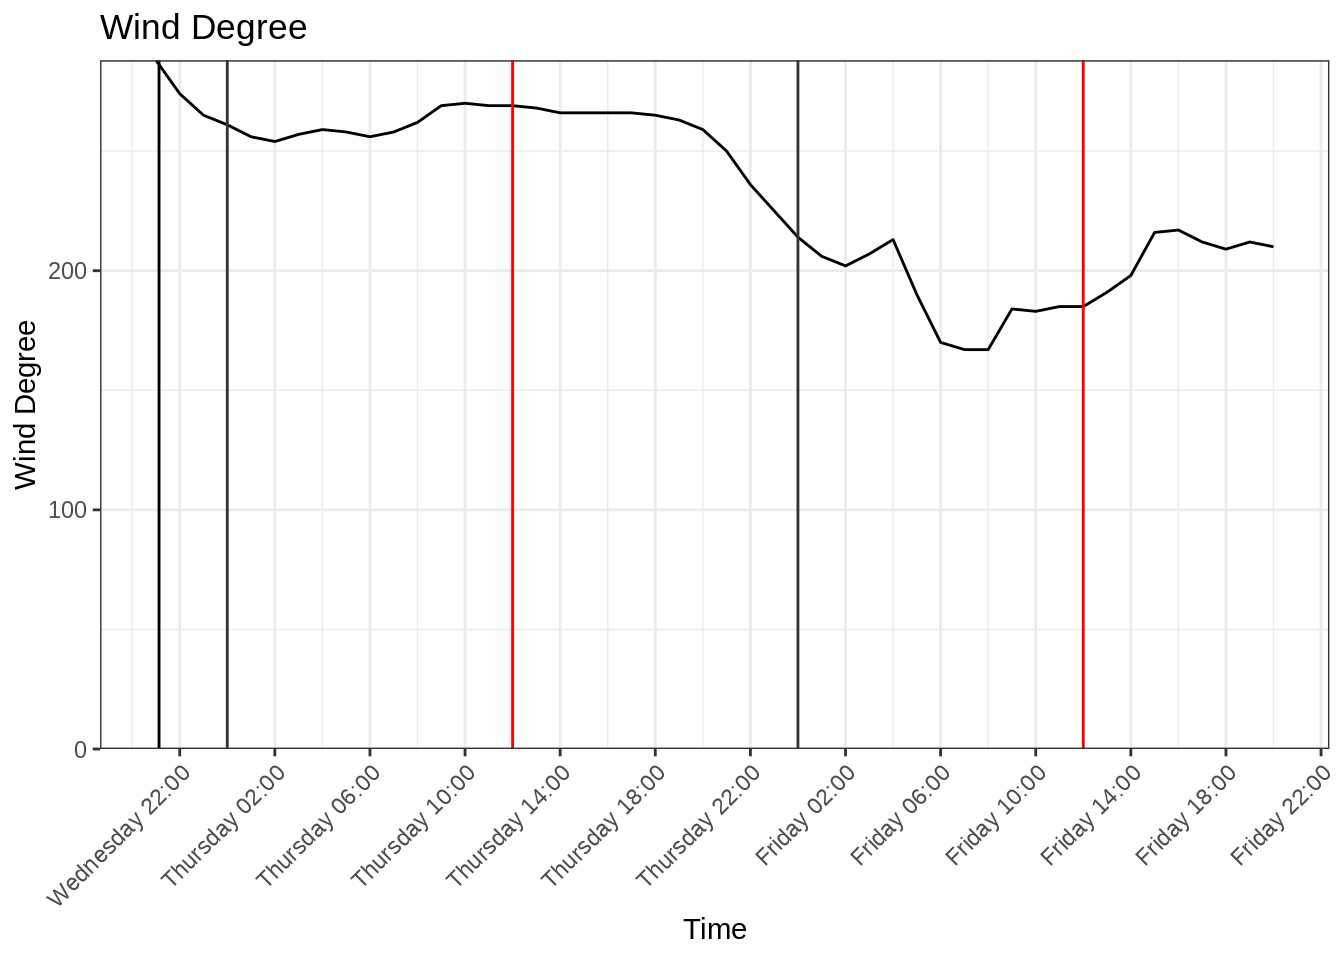 Wind Degree
Wind Degree
200
100
0
Wednesday 22:00
Thursday 02:00
Thursday 06:00
Thursday 10:00
Thursday 14:00
Thursday 18:00
Thursday 22:00
Friday 02:00
Friday 06:00
Friday 10:00
Friday 14:00
Friday 18:00
Friday 22:00
Time